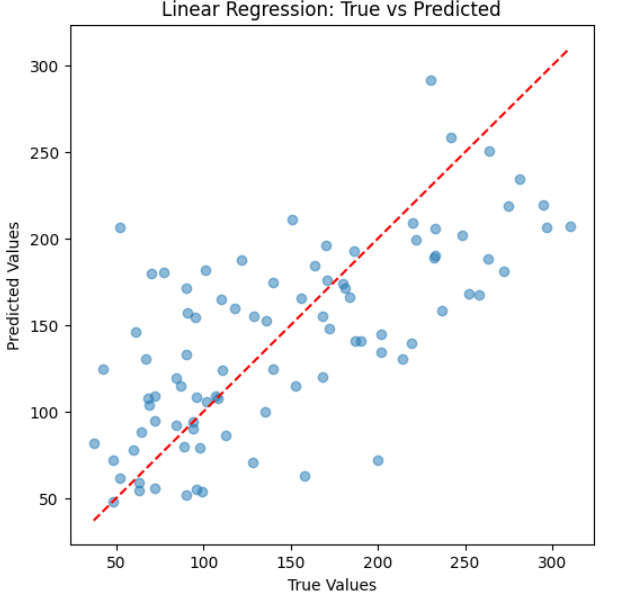 Linear Regression: True vs Predicted
300
250
200
150
100
50
Predicted Values
50 100 150 200 250 300
True Values